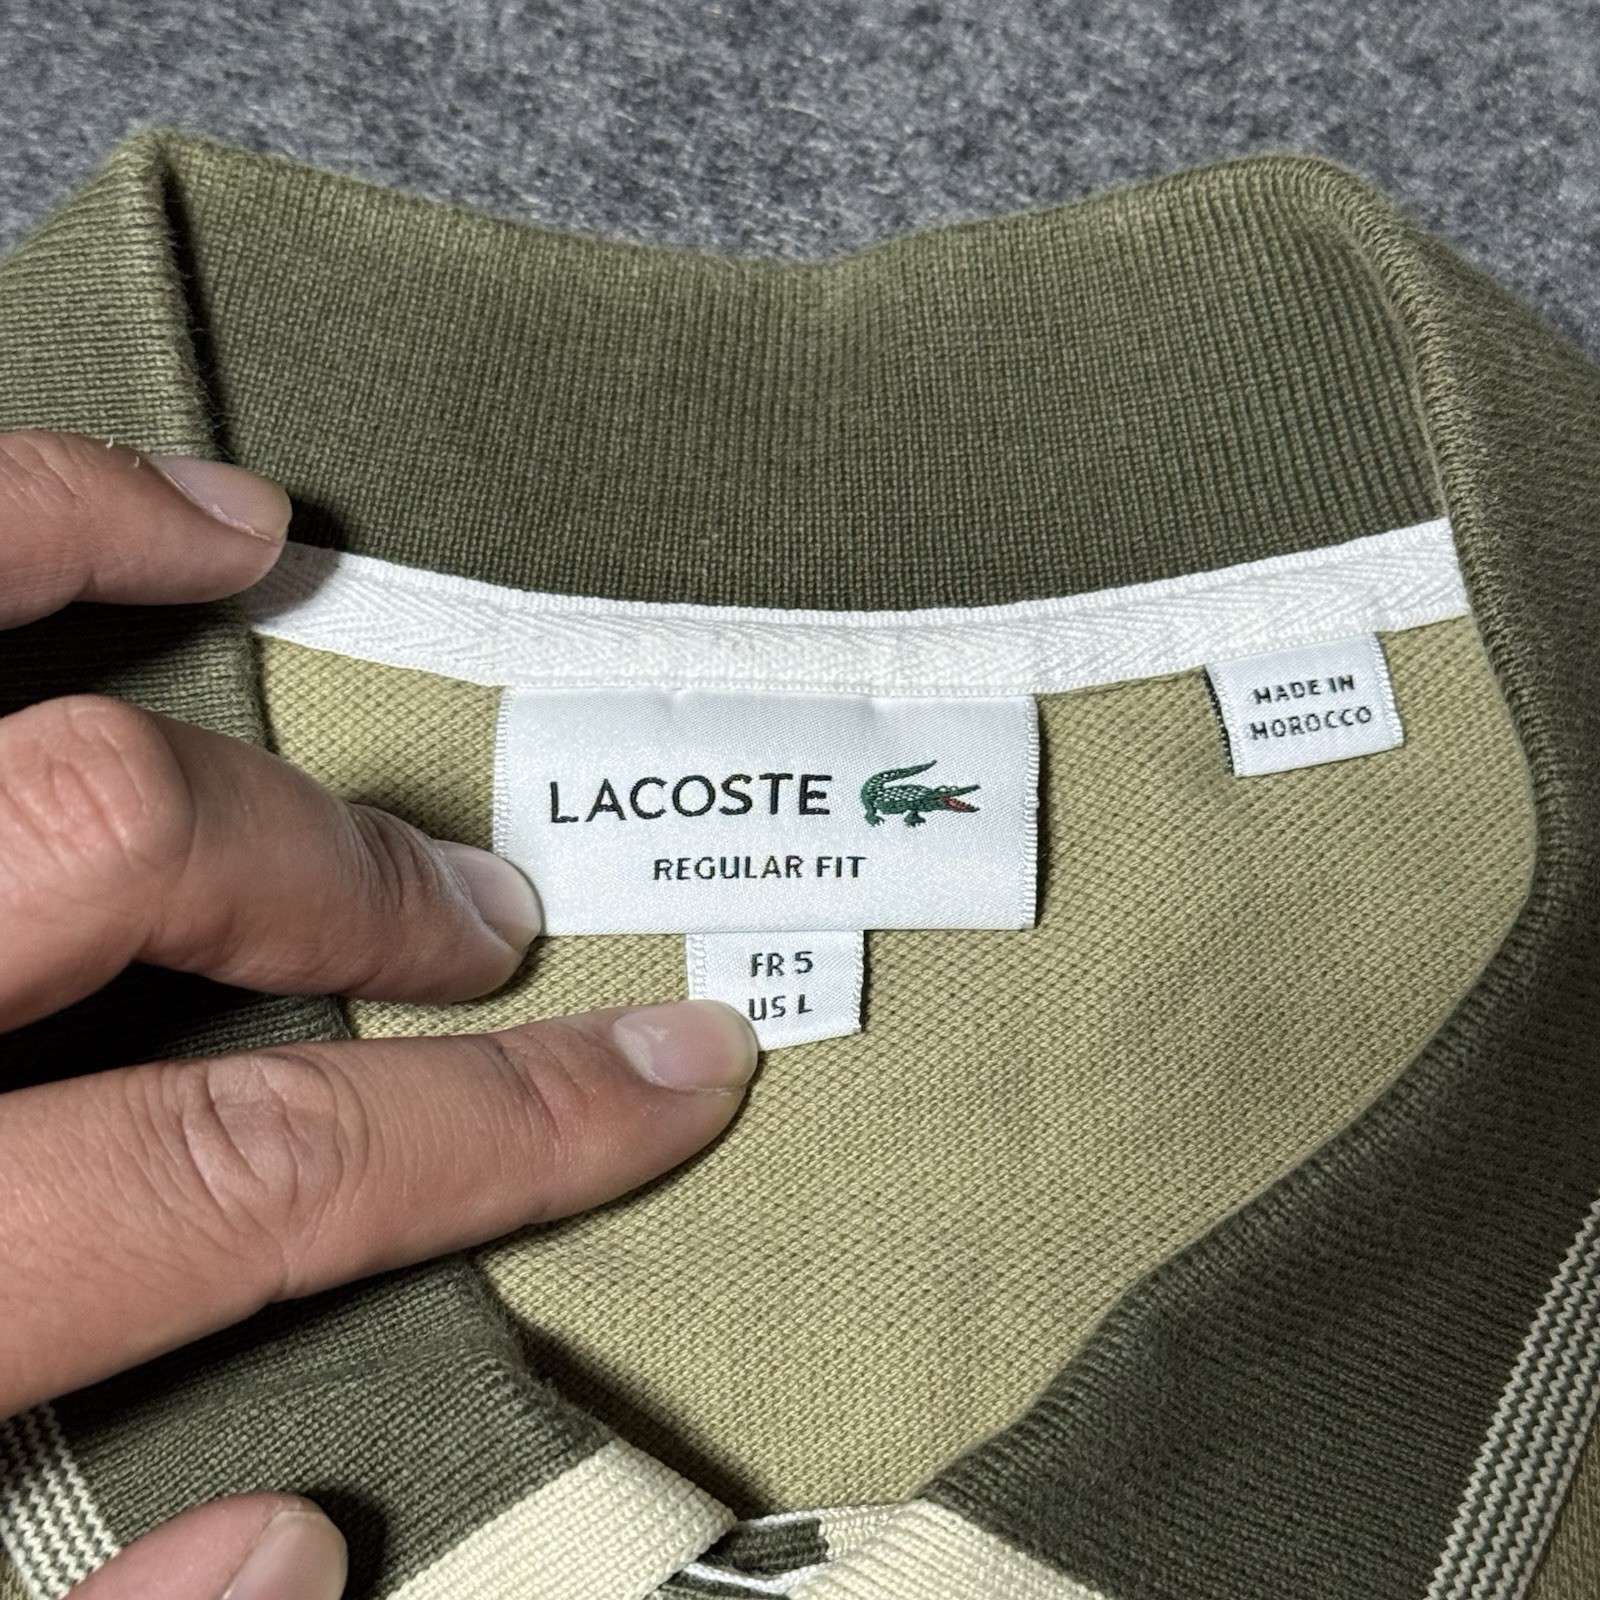 LACOSTE
REGULAR FIT
FR 5
US L
MADE IN
MOROCCO